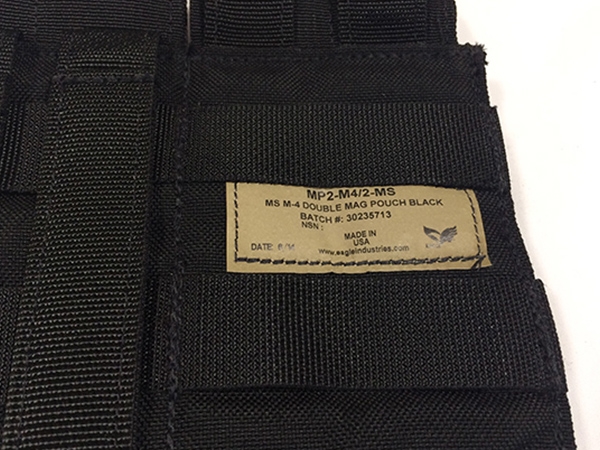 MP2-M4/2-MS
MS M-4 DOUBLE MAG POUCH BLACK
BATCH #: 30235713
NSN :
MADE IN
USA
DATE:
www.eagleindustries.com